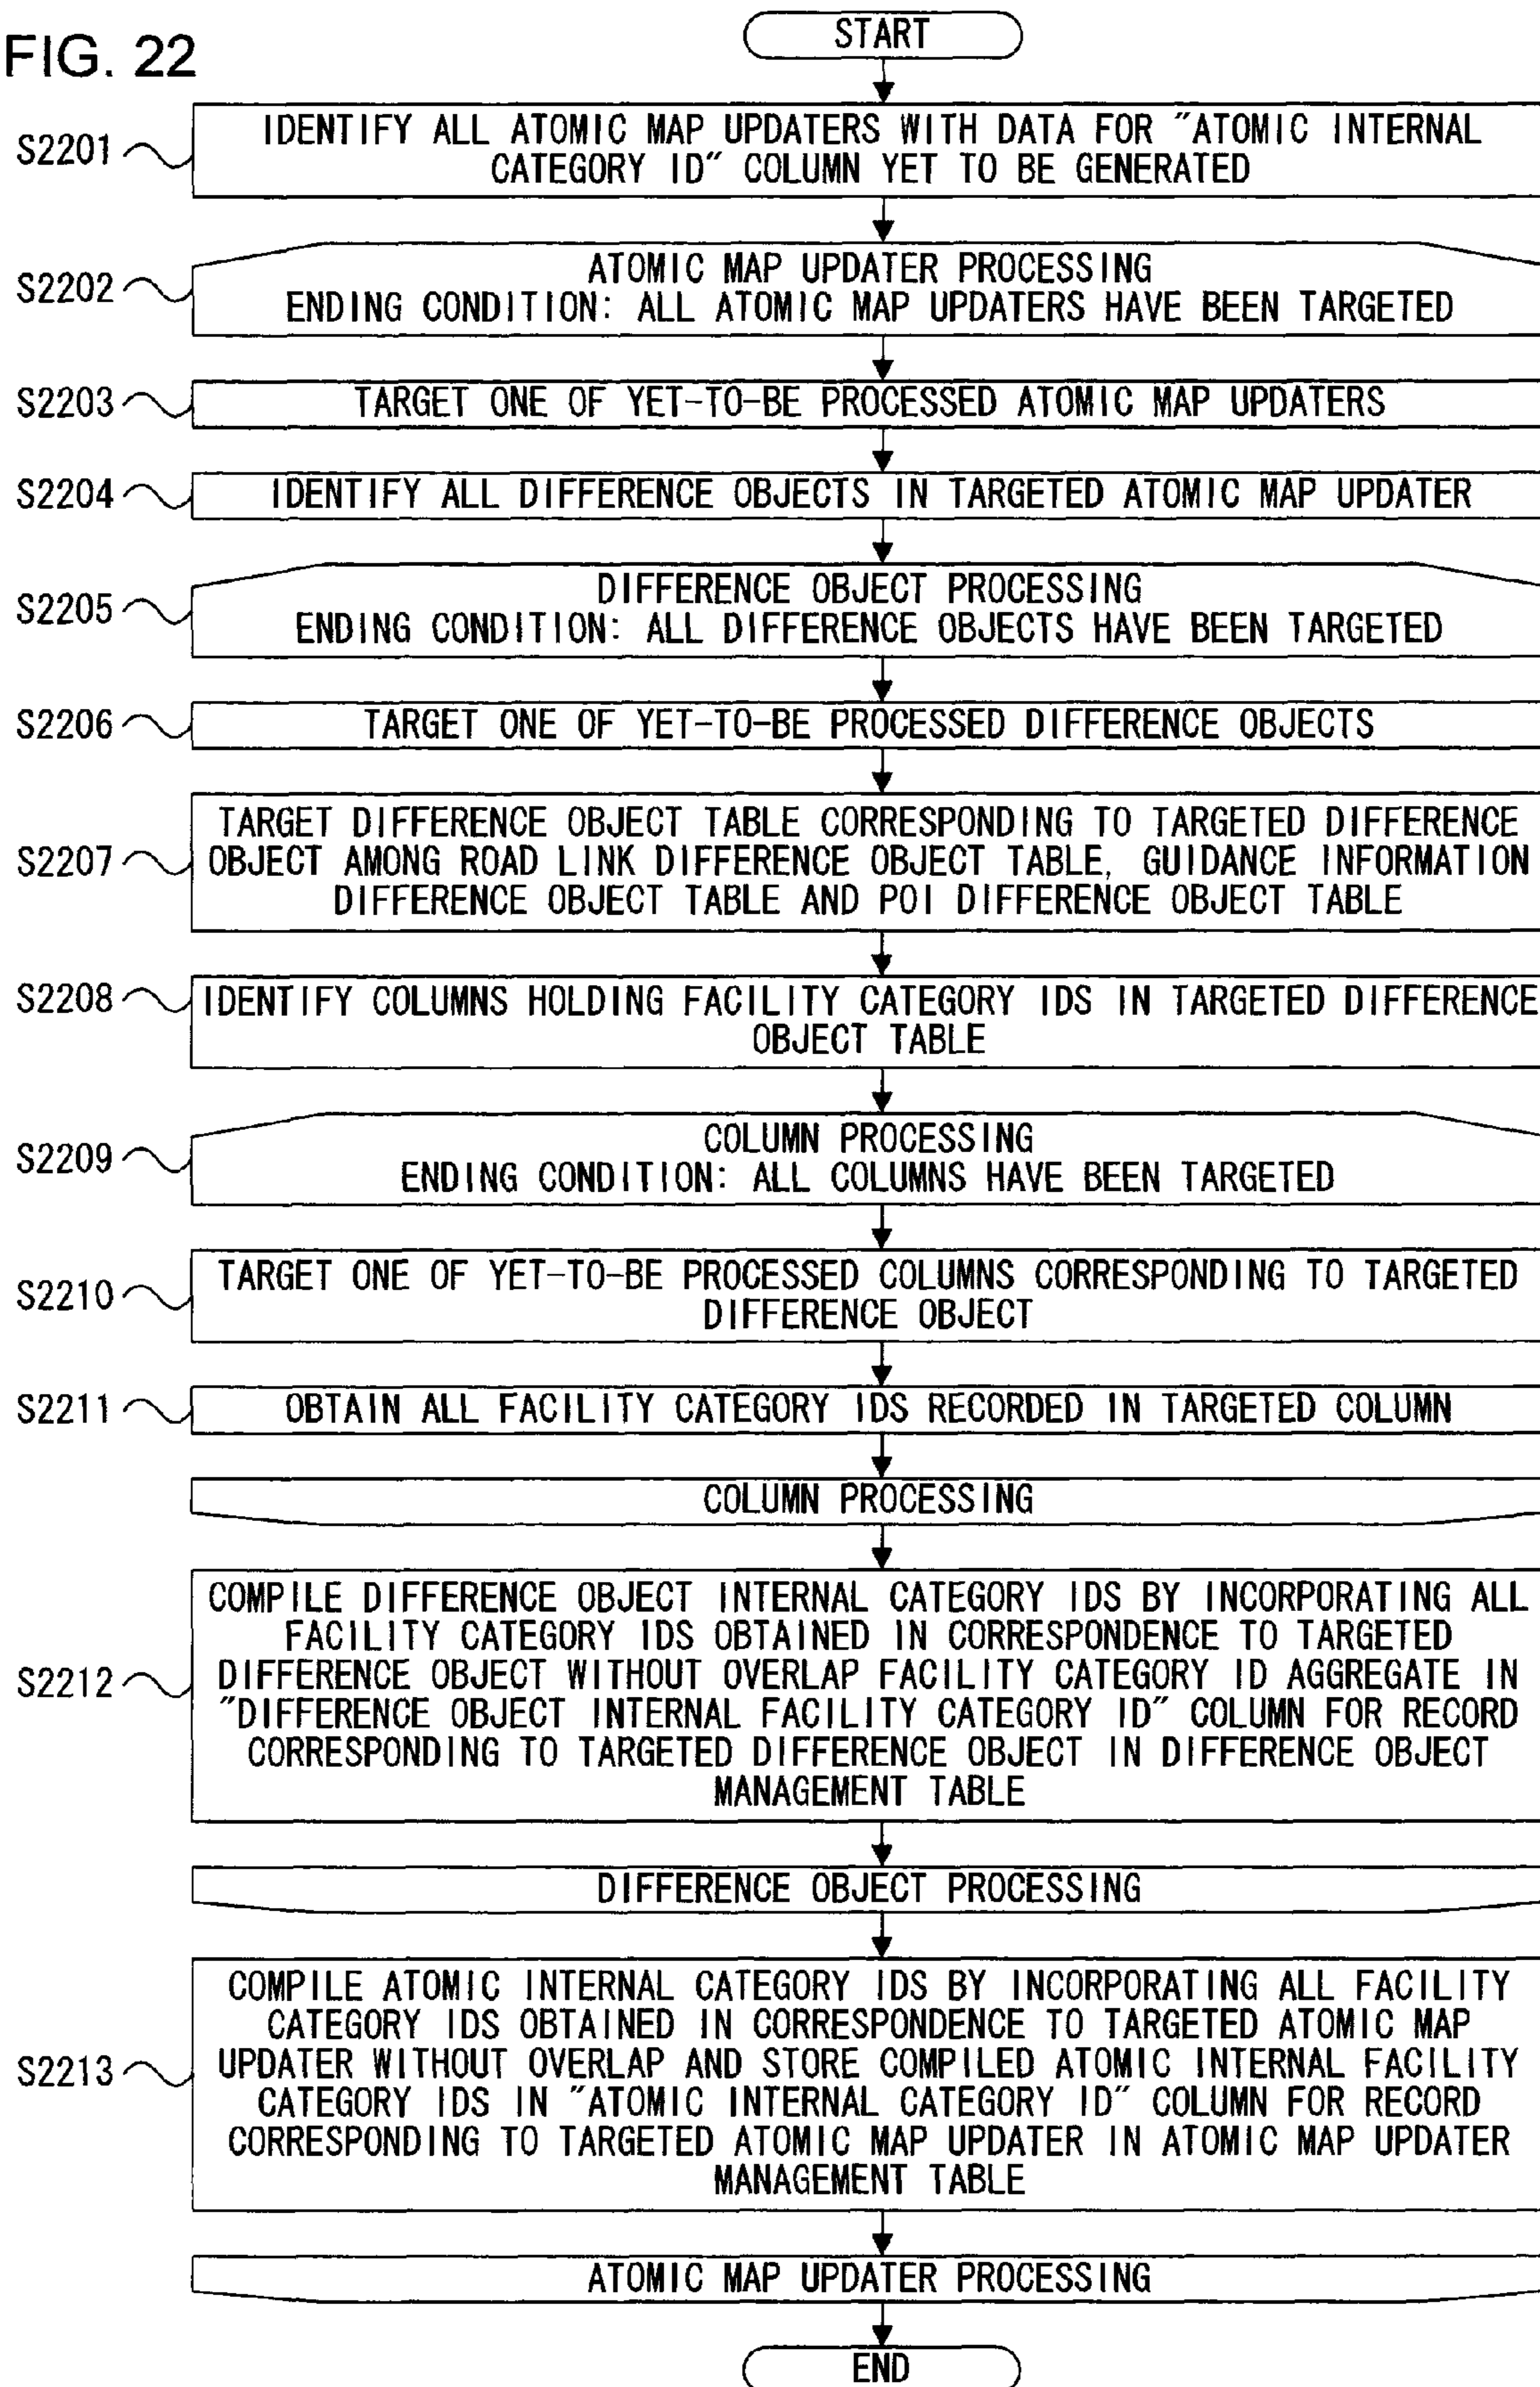 FIG. 22
START
S2201
IDENTIFY ALL ATOMIC MAP UPDATERS WITH DATA FOR "ATOMIC INTERNAL
CATEGORY ID" COLUMN YET TO BE GENERATED
S2202
ATOMIC MAP UPDATER PROCESSING
ENDING CONDITION: ALL ATOMIC MAP UPDATERS HAVE BEEN TARGETED
S2203
TARGET ONE OF YET-TO-BE PROCESSED ATOMIC MAP UPDATERS
S2204
IDENTIFY ALL DIFFERENCE OBJECTS IN TARGETED ATOMIC MAP UPDATER
S2205
DIFFERENCE OBJECT PROCESSING
ENDING CONDITION: ALL DIFFERENCE OBJECTS HAVE BEEN TARGETED
S2206
TARGET ONE OF YET-TO-BE PROCESSED DIFFERENCE OBJECTS
S2207
TARGET DIFFERENCE OBJECT TABLE CORRESPONDING TO TARGETED DIFFERENCE
OBJECT AMONG ROAD LINK DIFFERENCE OBJECT TABLE, GUIDANCE INFORMATION
DIFFERENCE OBJECT TABLE AND POI DIFFERENCE OBJECT TABLE
S2208
IDENTIFY COLUMNS HOLDING FACILITY CATEGORY IDS IN TARGETED DIFFERENCE
OBJECT TABLE
S2209
COLUMN PROCESSING
ENDING CONDITION: ALL COLUMNS HAVE BEEN TARGETED
S2210
TARGET ONE OF YET-TO-BE PROCESSED COLUMNS CORRESPONDING TO TARGETED
DIFFERENCE OBJECT
S2211
OBTAIN ALL FACILITY CATEGORY IDS RECORDED IN TARGETED COLUMN
COLUMN PROCESSING
S2212
COMPILE DIFFERENCE OBJECT INTERNAL CATEGORY IDS BY INCORPORATING ALL
FACILITY CATEGORY IDS OBTAINED IN CORRESPONDENCE TO TARGETED
DIFFERENCE OBJECT WITHOUT OVERLAP FACILITY CATEGORY ID AGGREGATE IN
"DIFFERENCE OBJECT INTERNAL FACILITY CATEGORY ID" COLUMN FOR RECORD
CORRESPONDING TO TARGETED DIFFERENCE OBJECT IN DIFFERENCE OBJECT
MANAGEMENT TABLE
DIFFERENCE OBJECT PROCESSING
S2213
COMPILE ATOMIC INTERNAL CATEGORY IDS BY INCORPORATING ALL FACILITY
CATEGORY IDS OBTAINED IN CORRESPONDENCE TO TARGETED ATOMIC MAP
UPDATER WITHOUT OVERLAP AND STORE COMPILED ATOMIC INTERNAL FACILITY
CATEGORY IDS IN "ATOMIC INTERNAL CATEGORY ID" COLUMN FOR RECORD
CORRESPONDING TO TARGETED ATOMIC MAP UPDATER IN ATOMIC MAP UPDATER
MANAGEMENT TABLE
ATOMIC MAP UPDATER PROCESSING
END